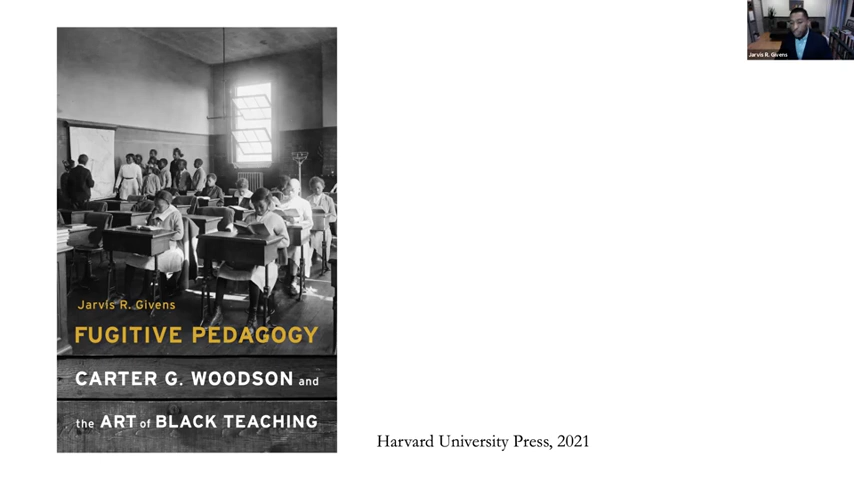 Jarvis R. Givens
Jarvis R. Givens
FUGITIVE PEDAGOGY
CARTER G. WOODSON and
the ART of BLACK TEACHING
Harvard University Press, 2021